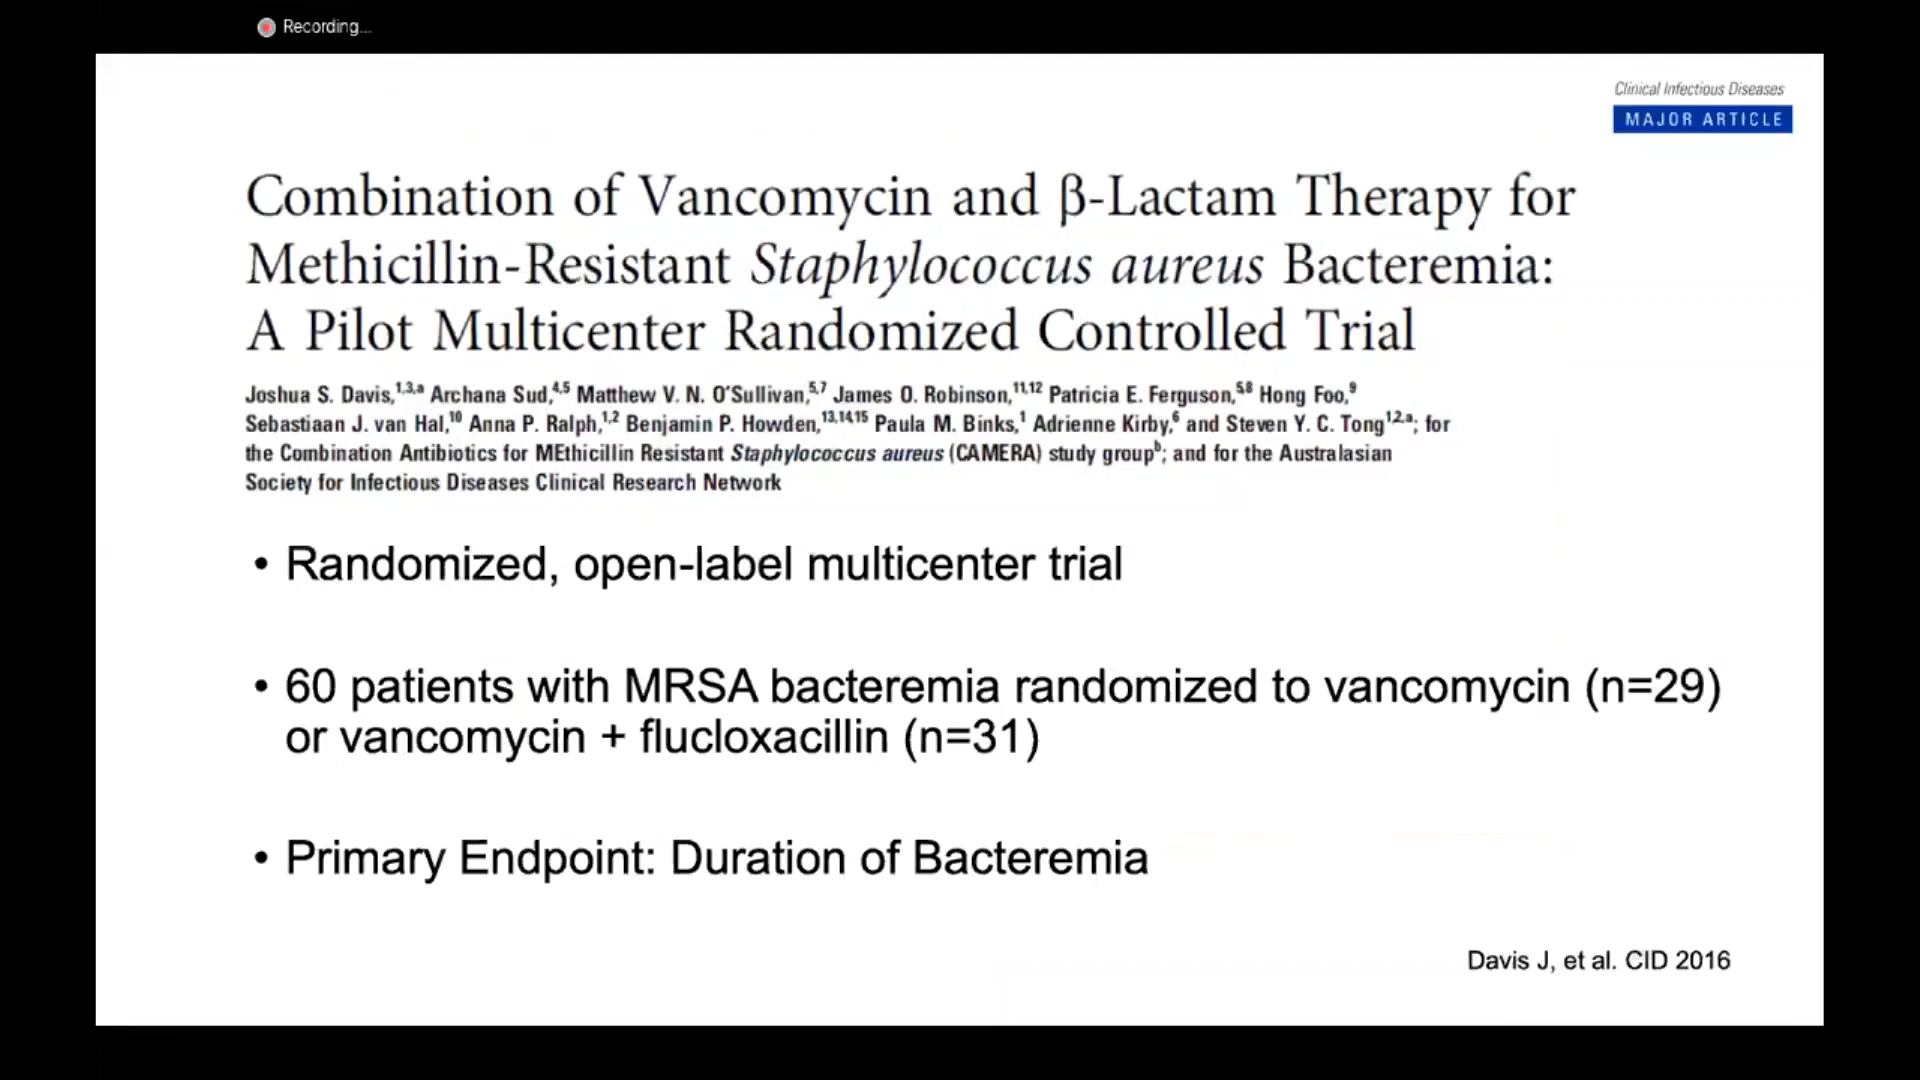 Recording...
Clinical Infectious Diseases
MAJOR ARTICLE
Combination of Vancomycin and β-Lactam Therapy for
Methicillin-Resistant Staphylococcus aureus Bacteremia:
A Pilot Multicenter Randomized Controlled Trial
Joshua S. Davis,1,3,a Archana Sud,4,5 Matthew V. N. O'Sullivan,5,7 James O. Robinson,11,12 Patricia E. Ferguson,5,8 Hong Foo,9
Sebastiaan J. van Hal,10 Anna P. Ralph,1,2 Benjamin P. Howden,13,14,15 Paula M. Binks,1 Adrienne Kirby,6 and Steven Y. C. Tong1,2,a; for
the Combination Antibiotics for MEthicillin Resistant Staphylococcus aureus (CAMERA) study groupb; and for the Australasian
Society for Infectious Diseases Clinical Research Network
• Randomized, open-label multicenter trial
• 60 patients with MRSA bacteremia randomized to vancomycin (n=29)
or vancomycin + flucloxacillin (n=31)
• Primary Endpoint: Duration of Bacteremia
Davis J, et al. CID 2016